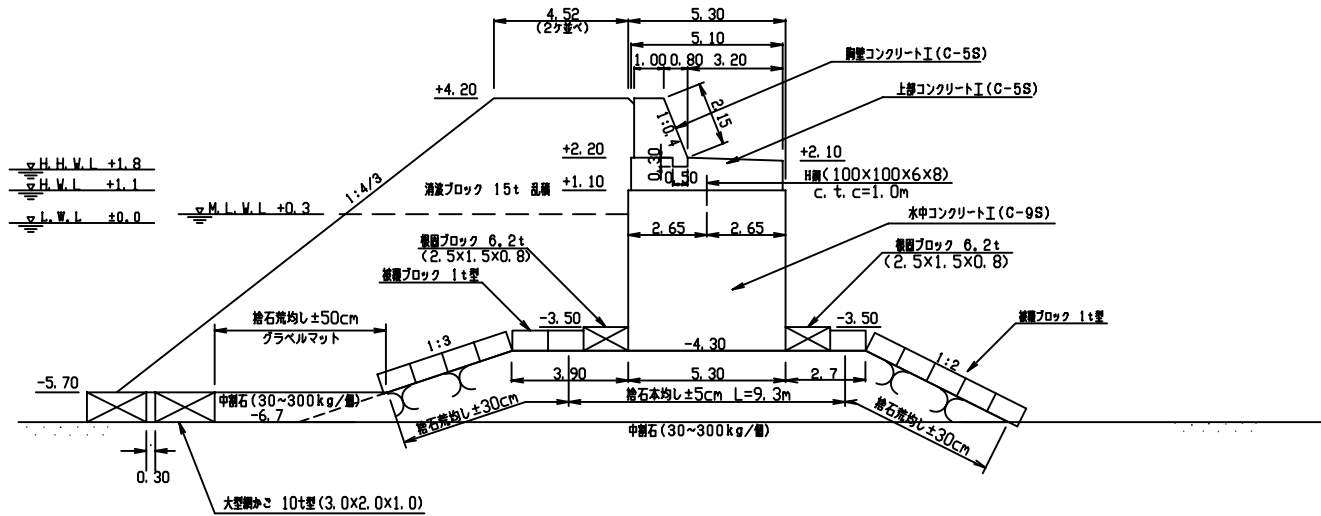 4.52
(2ケ並べ)
5.30
5.10
1.00
0.80
3.20
胸壁コンクリートI(C-5S)
上部コンクリートI(C-5S)
+4.20
2.15
1:0.4
+2.20
0.30
0.50
+2.10
H鋼(100×100×6×8)
c.t.c=1.0m
H.H.W.L +1.8
H.W.L +1.1
L.W.L ±0.0
M.L.W.L +0.3
1:4/3
消波ブロック 15t 乱積
+1.10
水中コンクリートI(C-9S)
2.65
2.65
根固ブロック 6.2t
(2.5×1.5×0.8)
根固ブロック 6.2t
(2.5×1.5×0.8)
被覆ブロック 1t型
被覆ブロック 1t型
捨石荒均し±50cm
グラベルマット
-3.50
-3.50
1:3
-4.30
1:2
-5.70
3.90
5.30
2.7
中割石(30~300kg/個)
-6.7
捨石荒均し±30cm
捨石本均し±5cm L=9.3m
捨石荒均し±30cm
中割石(30~300kg/個)
0.30
大型網かご 10t型(3.0×2.0×1.0)